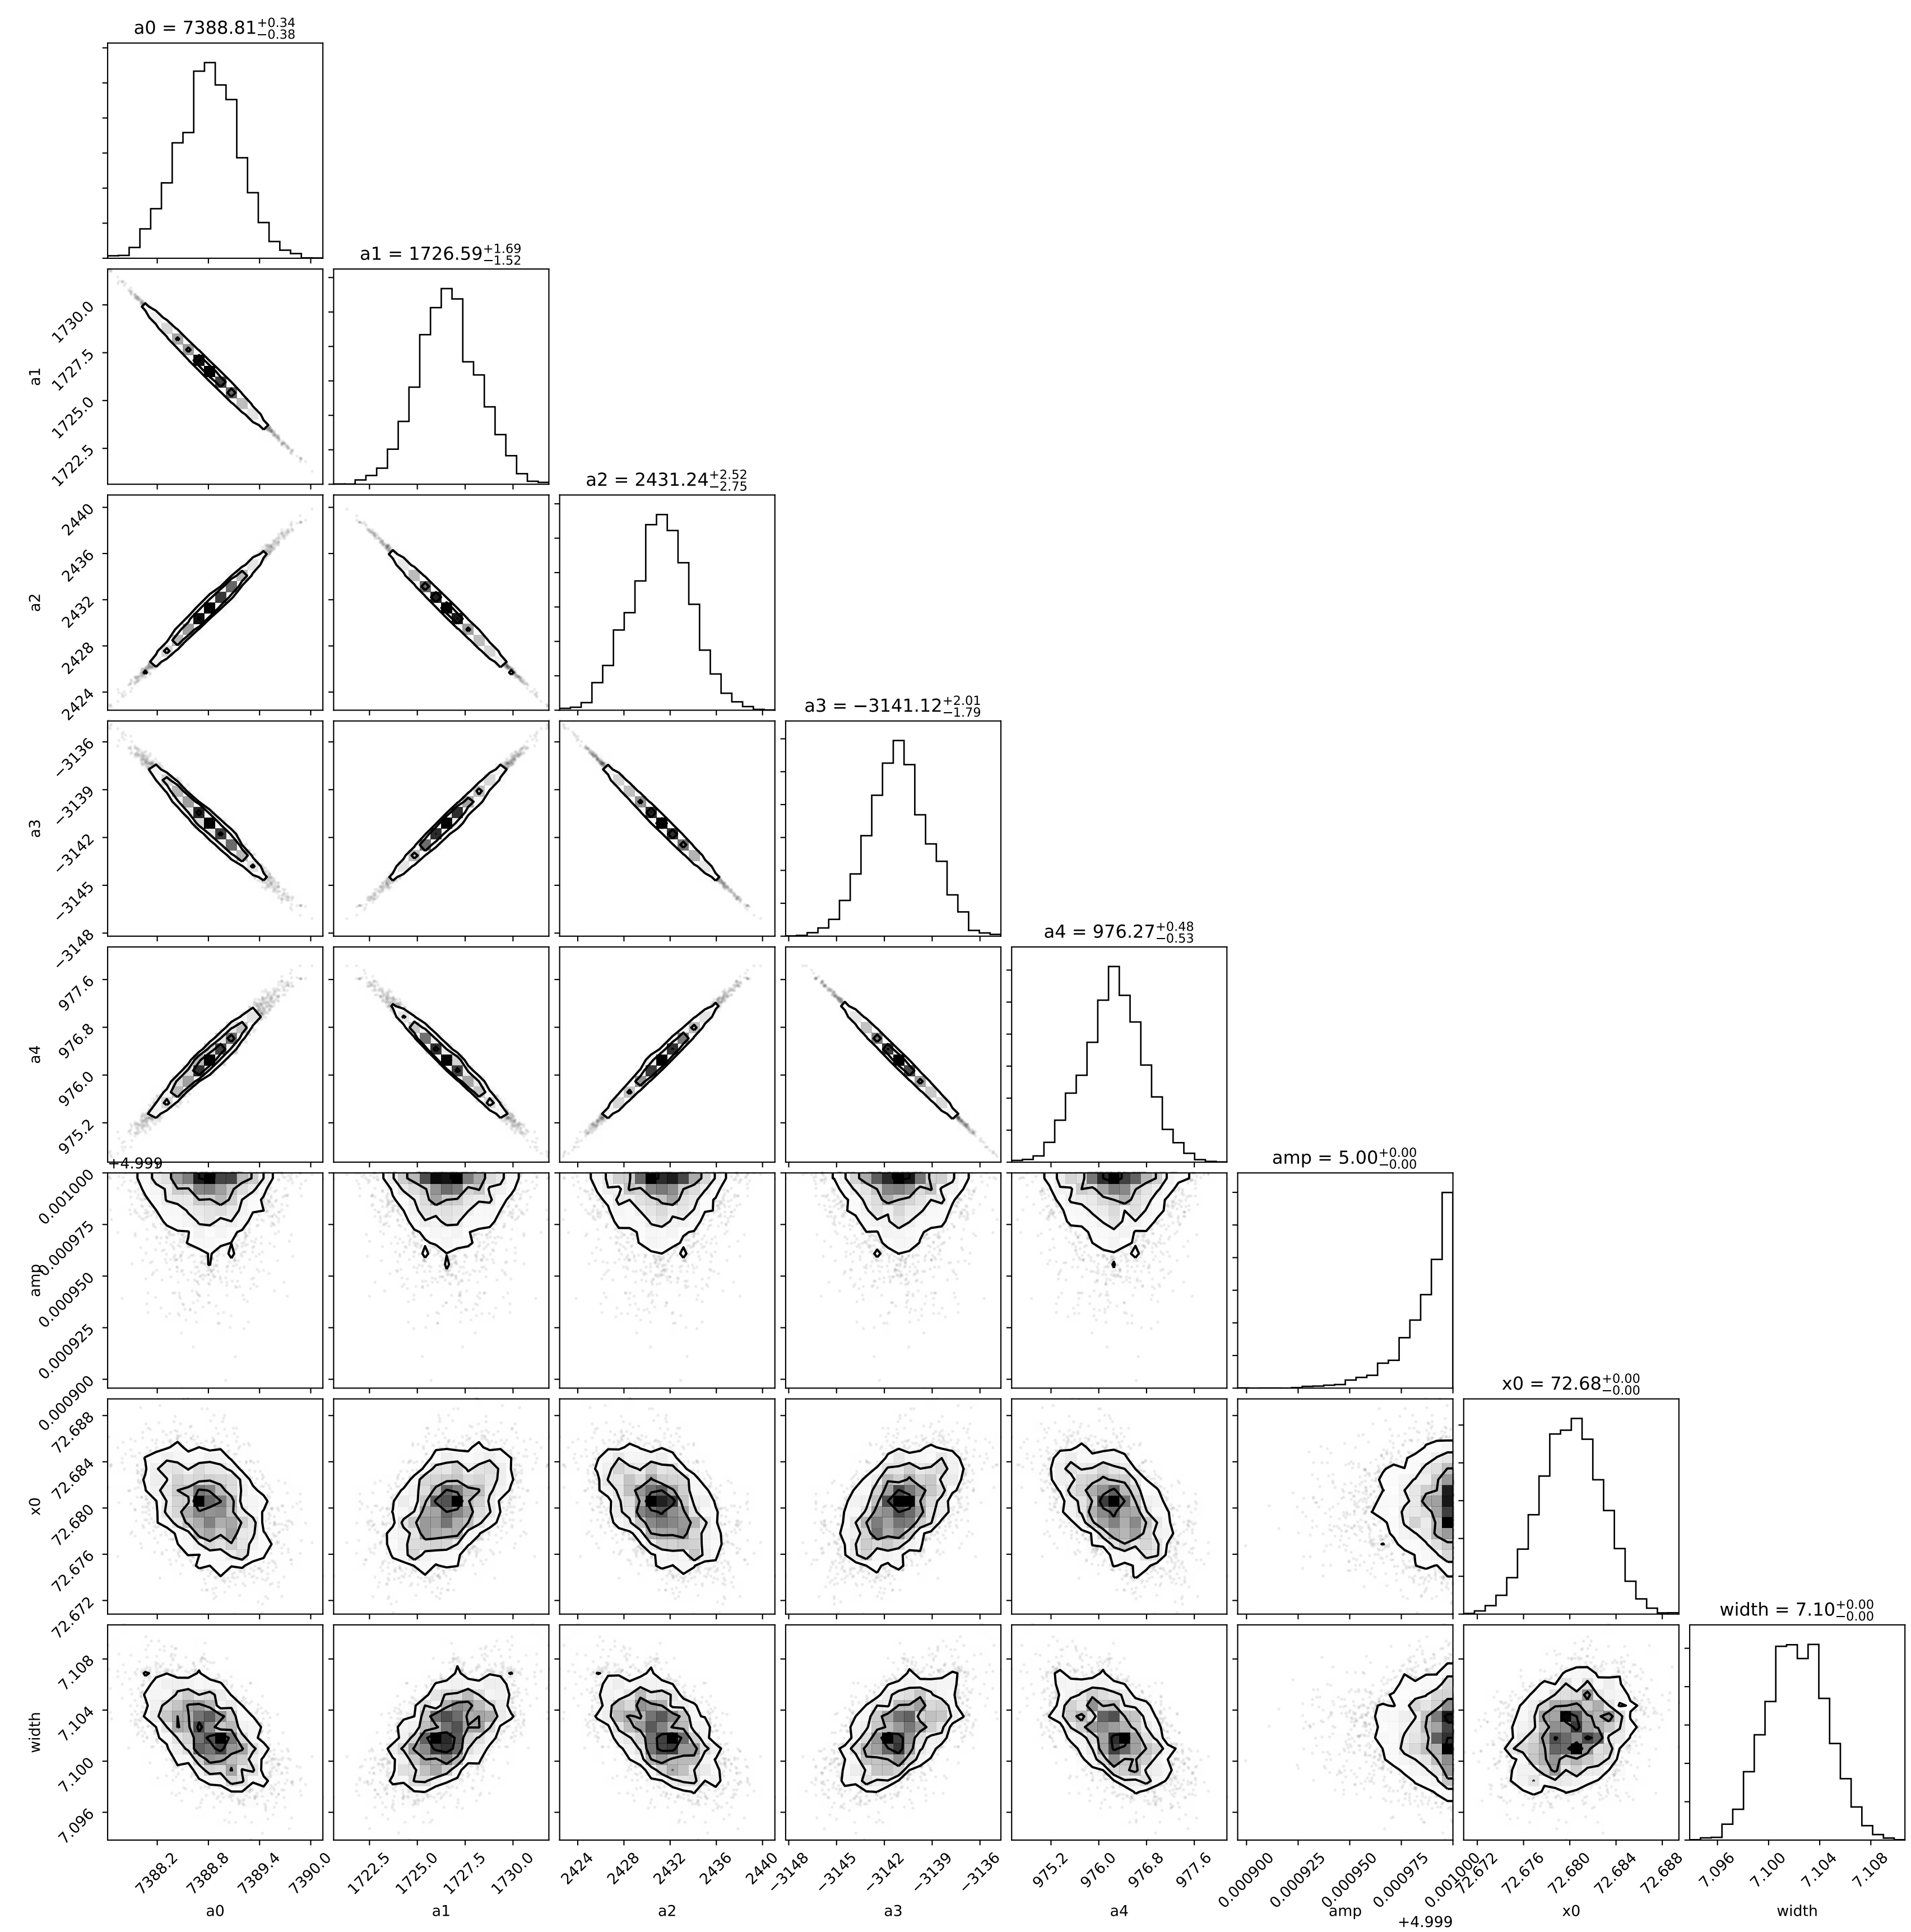 a0 = 7388.81+0.34 −0.38
a1 = 1726.59+1.69 −1.52
a1
1730.0
1727.5
1725.0
1722.5
a2 = 2431.24+2.52 −2.75
a2
2440
2436
2432
2428
2424
a3 = −3141.12+2.01 −1.79
a3
−3136
−3139
−3142
−3145
−3148
a4 = 976.27+0.48 −0.53
a4
977.6
976.8
976.0
975.2
+4.999
amp = 5.00+0.00 −0.00
amp
0.001000
0.000975
0.000950
0.000925
0.000900
x0 = 72.68+0.00 −0.00
x0
72.688
72.684
72.680
72.676
72.672
width = 7.10+0.00 −0.00
width
7.108
7.104
7.100
7.096
7388.2 7388.8 7389.4 7390.0
1722.5 1725.0 1727.5 1730.0
2424 2428 2432 2436 2440
−3148 −3145 −3142 −3139 −3136
975.2 976.0 976.8 977.6
0.000900 0.000925 0.000950 0.000975 0.001000
72.672 72.676 72.680 72.684 72.688
7.096 7.100 7.104 7.108
a0 a1 a2 a3 a4 amp x0 width
+4.999